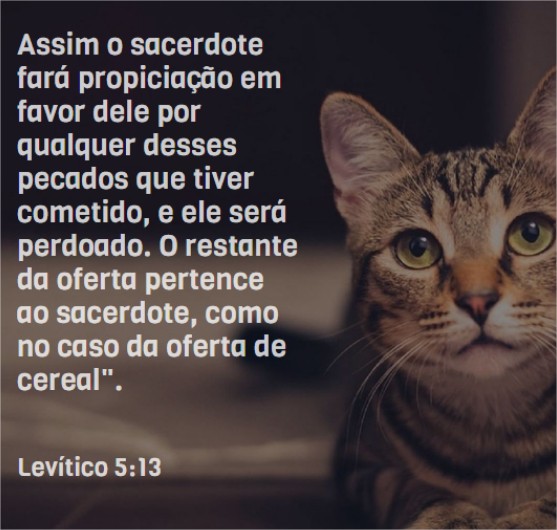 Assim o sacerdote
fará propiciação em
favor dele por
qualquer desses
pecados que tiver
cometido, e ele será
perdoado. O restante
da oferta pertence
ao sacerdote, como
no caso da oferta de
cereal".
Levítico 5:13